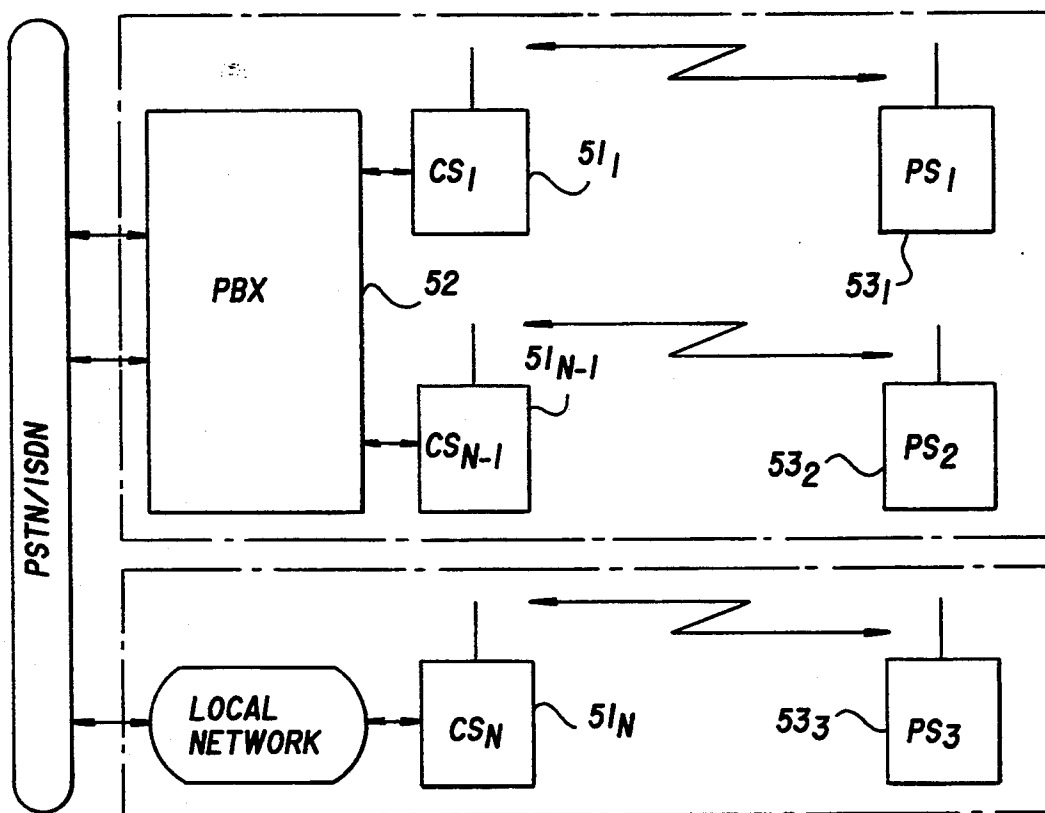 PSTN/ISDN
PBX
52
CS1
511
PS1
531
CSN-1
51N-1
PS2
532
LOCAL
NETWORK
CSN
51N
PS3
533